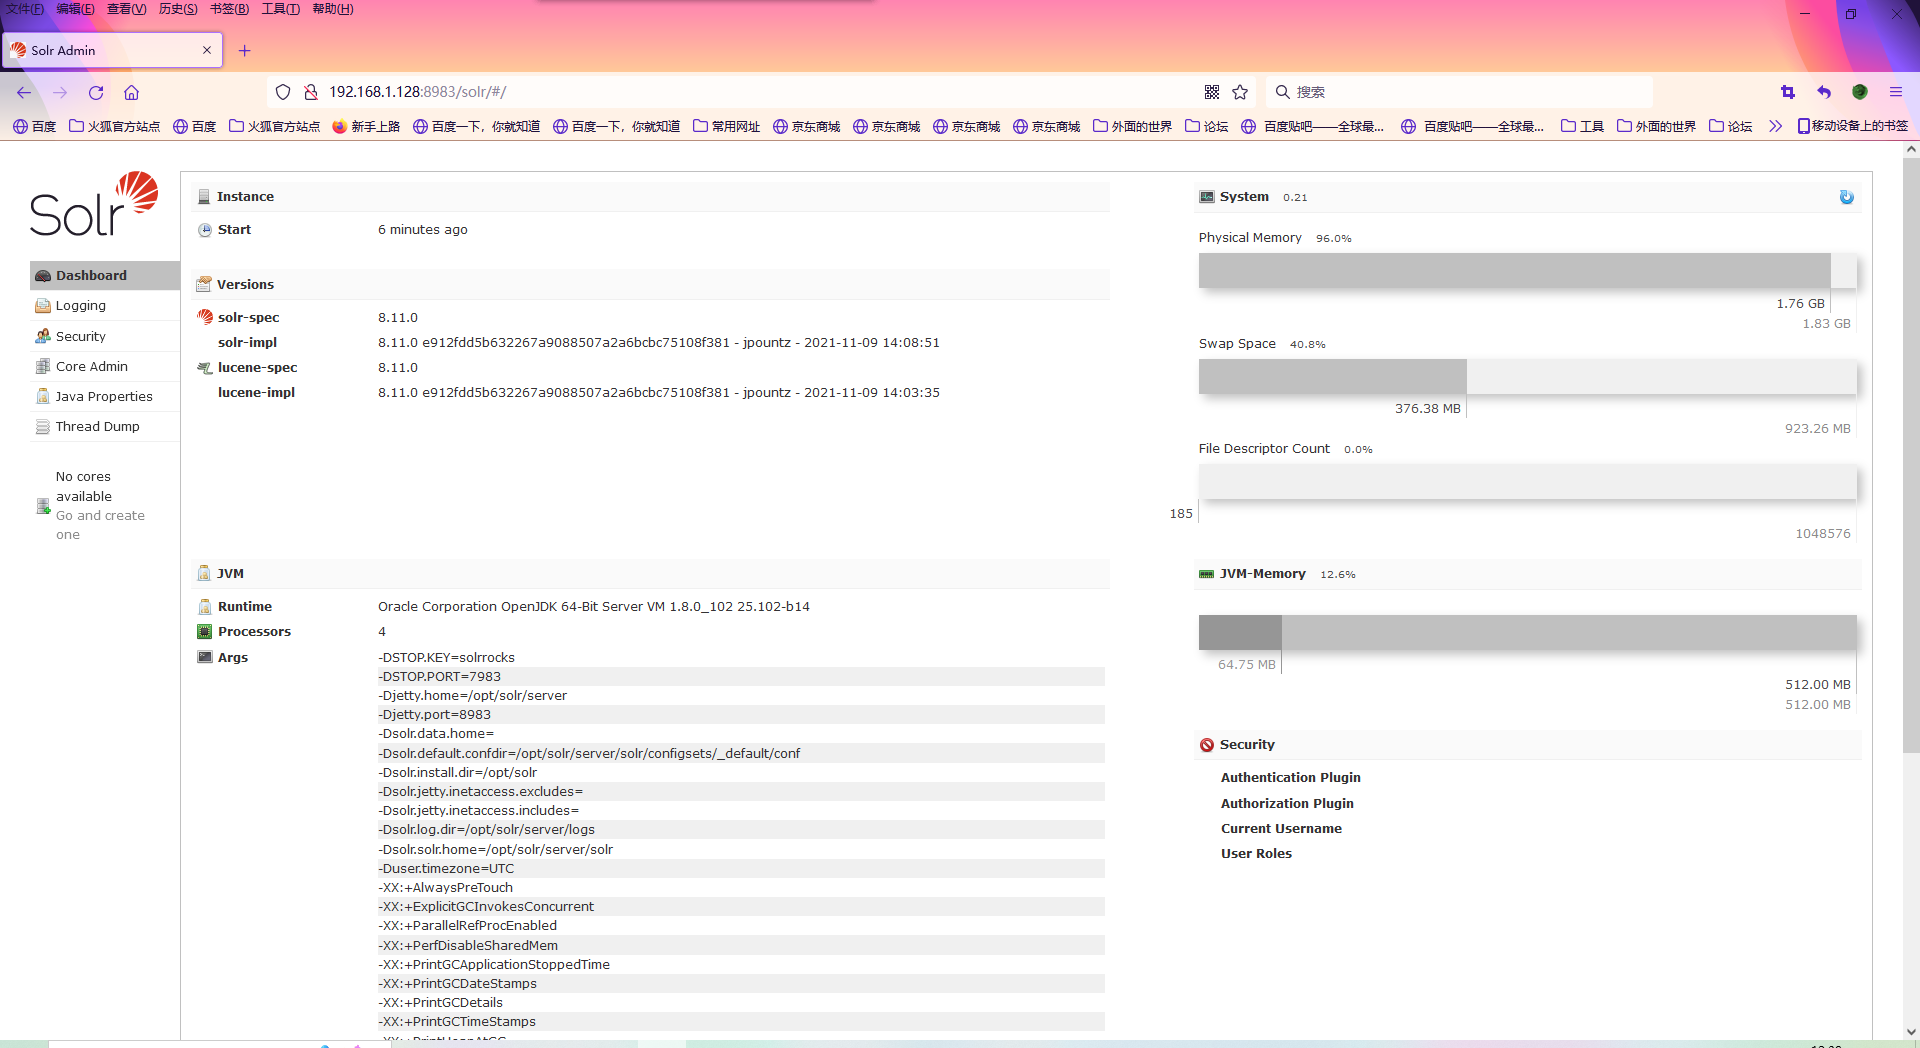 文件(F) 编辑(E) 查看(V) 历史(S) 书签(B) 工具(T) 帮助(H)
Solr Admin
192.168.1.128:8983/solr/#/
搜索
百度 火狐官方站点 百度 火狐官方站点 新手上路 百度一下，你就知道 百度一下，你就知道 常用网址 京东商城 京东商城 京东商城 京东商城 外面的世界 论坛 百度贴吧——全球最... 百度贴吧——全球最... 工具 外面的世界 论坛 移动设备上的书签
Solr
Dashboard
Logging
Security
Core Admin
Java Properties
Thread Dump
No cores
available
Go and create
one
Instance
Start 6 minutes ago
Versions
solr-spec 8.11.0
solr-impl 8.11.0 e912fdd5b632267a9088507a2a6bcbc75108f381 - jpountz - 2021-11-09 14:08:51
lucene-spec 8.11.0
lucene-impl 8.11.0 e912fdd5b632267a9088507a2a6bcbc75108f381 - jpountz - 2021-11-09 14:03:35
JVM
Runtime Oracle Corporation OpenJDK 64-Bit Server VM 1.8.0_102 25.102-b14
Processors 4
Args -DSTOP.KEY=solrrocks
-DSTOP.PORT=7983
-Djetty.home=/opt/solr/server
-Djetty.port=8983
-Dsolr.data.home=
-Dsolr.default.confdir=/opt/solr/server/solr/configsets/_default/conf
-Dsolr.install.dir=/opt/solr
-Dsolr.jetty.inetaccess.excludes=
-Dsolr.jetty.inetaccess.includes=
-Dsolr.log.dir=/opt/solr/server/logs
-Dsolr.solr.home=/opt/solr/server/solr
-Duser.timezone=UTC
-XX:+AlwaysPreTouch
-XX:+ExplicitGCInvokesConcurrent
-XX:+ParallelRefProcEnabled
-XX:+PerfDisableSharedMem
-XX:+PrintGCApplicationStoppedTime
-XX:+PrintGCDateStamps
-XX:+PrintGCDetails
-XX:+PrintGCTimeStamps
-XX:+PrintHeapAtGC
System 0.21
Physical Memory 96.0%
1.76 GB
1.83 GB
Swap Space 40.8%
376.38 MB
923.26 MB
File Descriptor Count 0.0%
185
1048576
JVM-Memory 12.6%
64.75 MB
512.00 MB
512.00 MB
Security
Authentication Plugin
Authorization Plugin
Current Username
User Roles